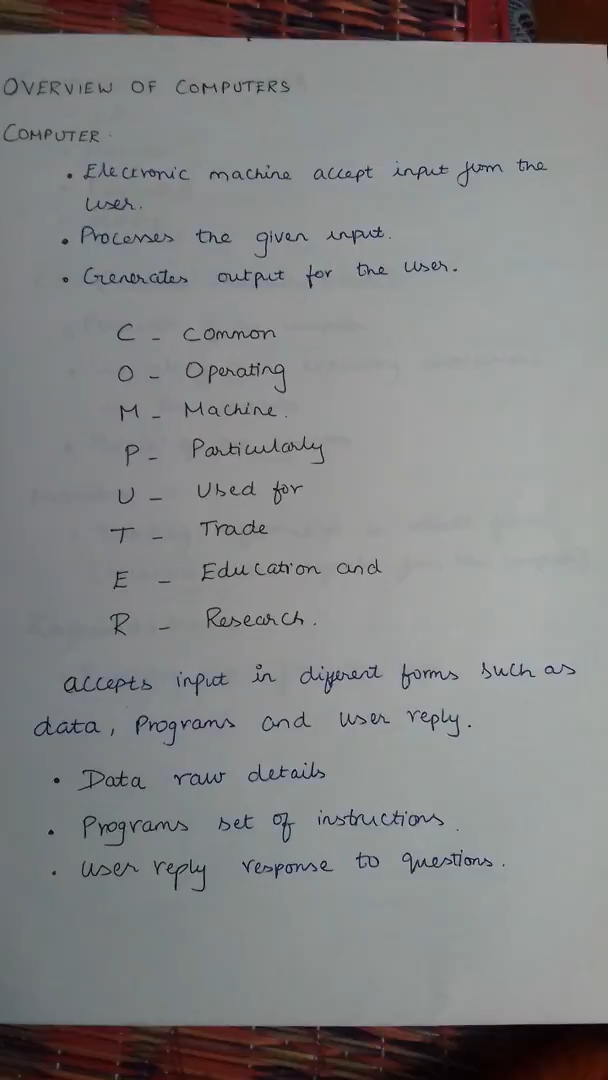 OVERVIEW OF COMPUTERS
COMPUTER.
• Electronic machine accept input from the
user.
• Processes the given input.
• Generates output for the user.
C - Common
O - Operating
M - Machine.
P - Particularly
U - Used for
T - Trade
E - Education and
R - Research.
accepts input in different forms such as
data, Programs and user reply.
• Data raw details
• Programs set of instructions.
• User reply response to questions.